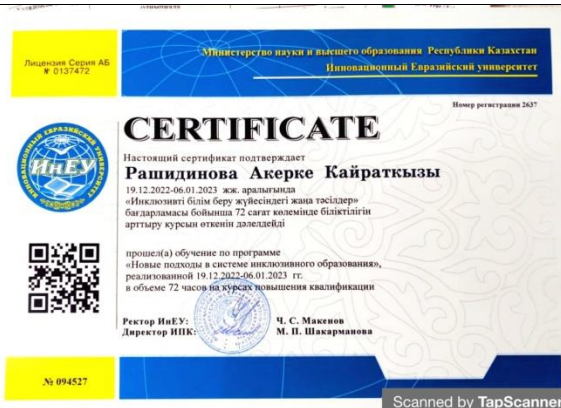 Лицензия Серия АБ
№ 0137472
Министерство науки и высшего образования Республики Казахстан
Инновационный Евразийский университет
Номер регистрации 2637
ИННОВАЦИОННЫЙ ЕВРАЗИЙСКИЙ УНИВЕРСИТЕТ
ИнЕУ
CERTIFICATE
Настоящий сертификат подтверждает
Рашидинова Акерке Кайраткызы
19.12.2022-06.01.2023 жж. аралығында
«Инклюзивті білім беру жүйесіндегі жаңа тәсілдер»
бағдарламасы бойынша 72 сағат көлемінде біліктілігін
арттыру курсын өткенін дәлелдейді
прошел(а) обучение по программе
«Новые подходы в системе инклюзивного образования»,
реализованной 19.12.2022-06.01.2023 гг.
в объеме 72 часов на курсах повышения квалификации
Ректор ИнЕУ: Ч. С. Макенов
Директор ИПК: М. П. Шакарманова
№ 094527
Scanned by TapScanner